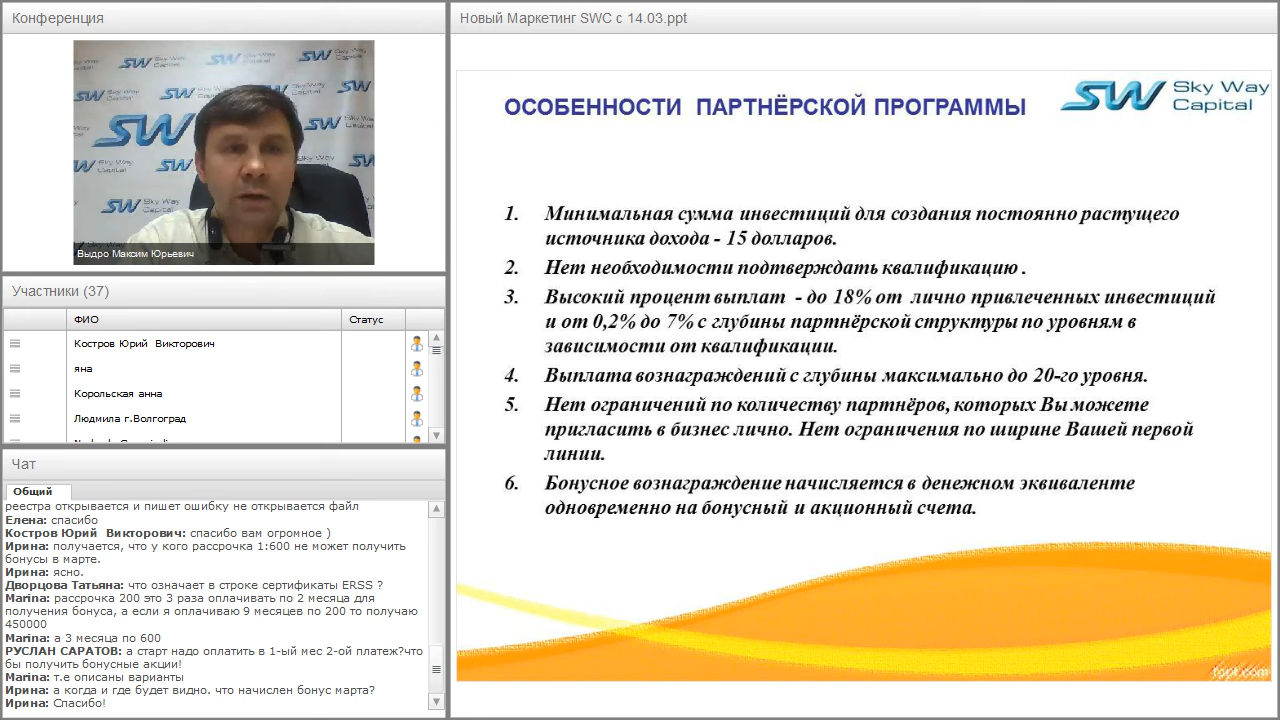 Конференция
SW Sky Way Capital
Выдро Максим Юрьевич
Участники (37)
ФИО Статус
Костров Юрий Викторович
яна
Корольская анна
Людмила г.Волгоград
Чат
Общий
реестра открывается и пишет ошибку не открывается файл
Елена: спасибо
Костров Юрий Викторович: спасибо вам огромное )
Ирина: получается, что у кого рассрочка 1:600 не может получить
бонусы в марте.
Ирина: ясно.
Дворцова Татьяна: что означает в строке сертификаты ERSS ?
Marina: рассрочка 200 это 3 раза оплачивать по 2 месяца для
получения бонуса, а если я оплачиваю 9 месяцев по 200 то получаю
450000
Marina: а 3 месяца по 600
РУСЛАН САРАТОВ: а старт надо оплатить в 1-ый мес 2-ой платеж?что
бы получить бонусные акции!
Marina: т.е описаны варианты
Ирина: а когда и где будет видно. что начислен бонус марта?
Ирина: Спасибо!
Новый Маркетинг SWC с 14.03.ppt
ОСОБЕННОСТИ ПАРТНЁРСКОЙ ПРОГРАММЫ
SW Sky Way
Capital
1. Минимальная сумма инвестиций для создания постоянно растущего
источника дохода - 15 долларов.
2. Нет необходимости подтверждать квалификацию .
3. Высокий процент выплат - до 18% от лично привлеченных инвестиций
и от 0,2% до 7% с глубины партнёрской структуры по уровням в
зависимости от квалификации.
4. Выплата вознаграждений с глубины максимально до 20-го уровня.
5. Нет ограничений по количеству партнёров, которых Вы можете
пригласить в бизнес лично. Нет ограничения по ширине Вашей первой
линии.
6. Бонусное вознаграждение начисляется в денежном эквиваленте
одновременно на бонусный и акционный счета.